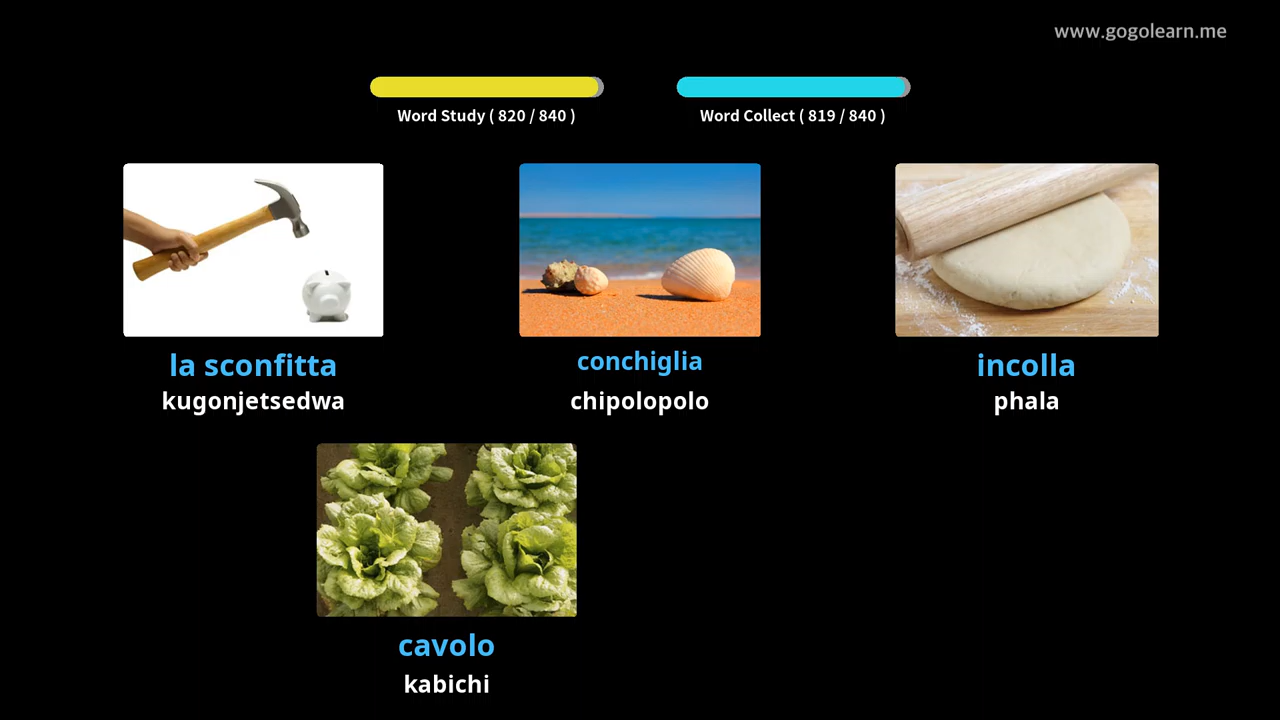 www.gogolearn.me
Word Study ( 820 / 840 )
Word Collect ( 819 / 840 )
la sconfitta
kugonjetsedwa
conchiglia
chipolopolo
incolla
phala
cavolo
kabichi